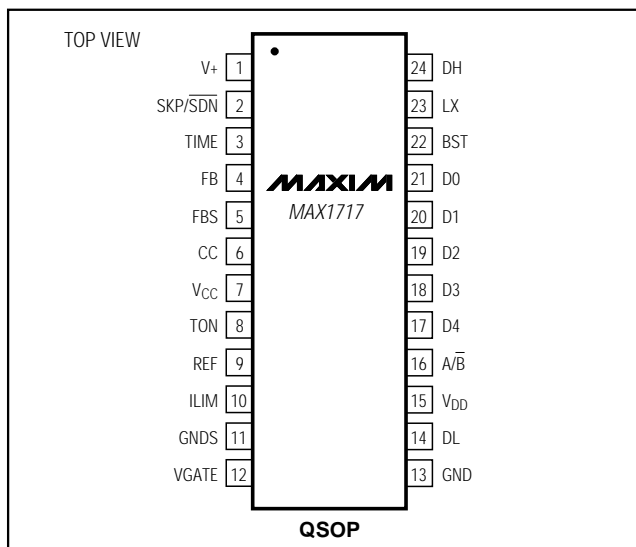 TOP VIEW
V+ 1 24 DH
SKP/SDN 2 23 LX
TIME 3 22 BST
FB 4 MAXIM 21 D0
FBS 5 MAX1717 20 D1
CC 6 19 D2
VCC 7 18 D3
TON 8 17 D4
REF 9 16 A/B
ILIM 10 15 VDD
GNDS 11 14 DL
VGATE 12 13 GND
QSOP